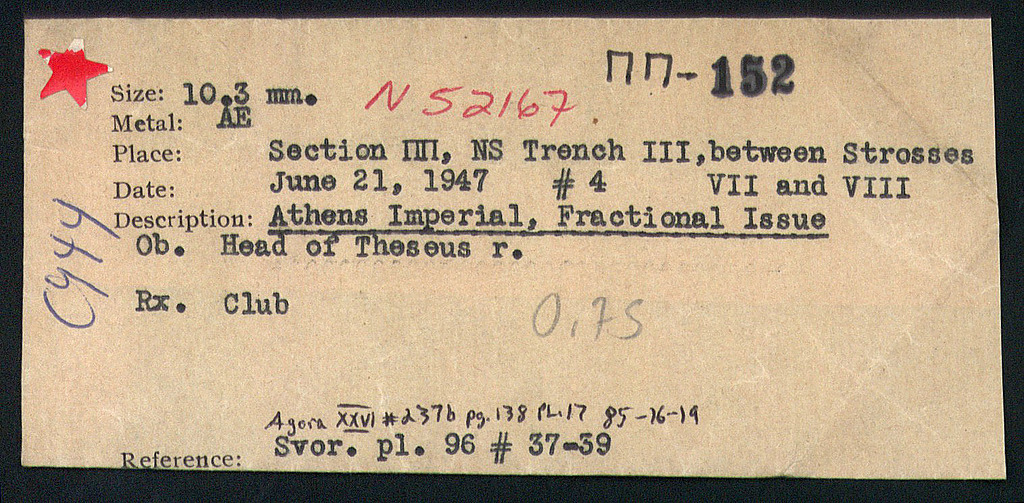 ΠΠ-152
Size: 10.3 mm.
N 52167
Metal: AE
Place: Section ΠΠ, NS Trench III, between Strosses
Date: June 21, 1947 # 4 VII and VIII
Description: Athens Imperial, Fractional Issue
Ob. Head of Theseus r.
Rx. Club
0.75
C944
Agora XXVI #237b pg. 138 PL. 17 85-16-19
Svor. pl. 96 # 37-39
Reference: